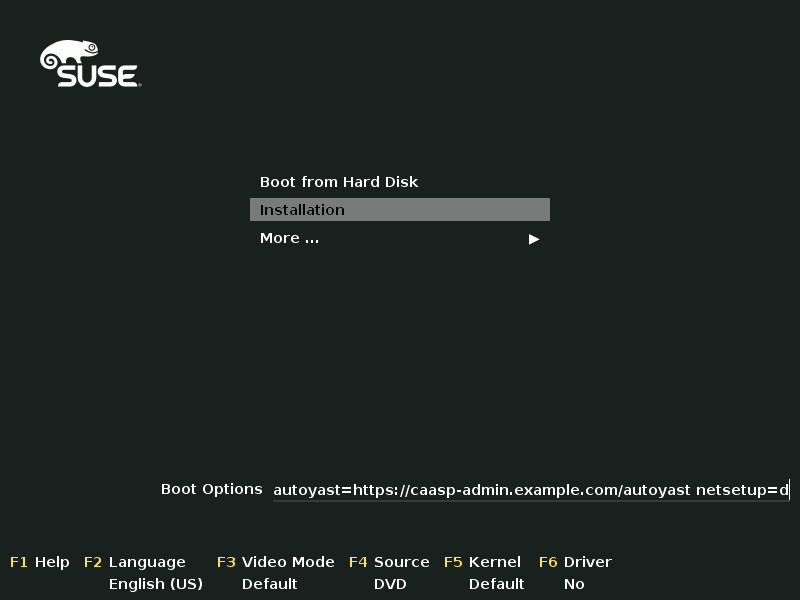 SUSE
Boot from Hard Disk
Installation
More ...
Boot Options autoyast=https://caasp-admin.example.com/autoyast netsetup=d
F1 Help F2 Language F3 Video Mode F4 Source F5 Kernel F6 Driver
English (US) Default DVD Default No